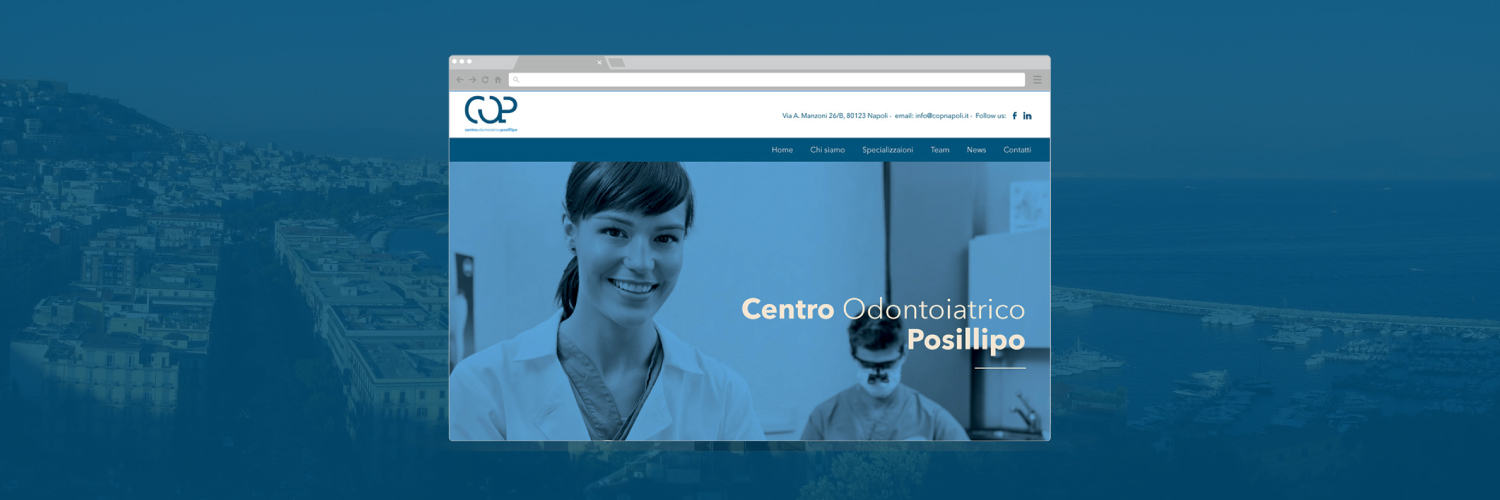 COP
centroodontoiatricoposillipo
Via A. Manzoni 26/B, 80123 Napoli - email: info@copnapoli.it - Follow us: f in
Home Chi siamo Specializzaioni Team News Contatti
Centro Odontoiatrico
Posillipo